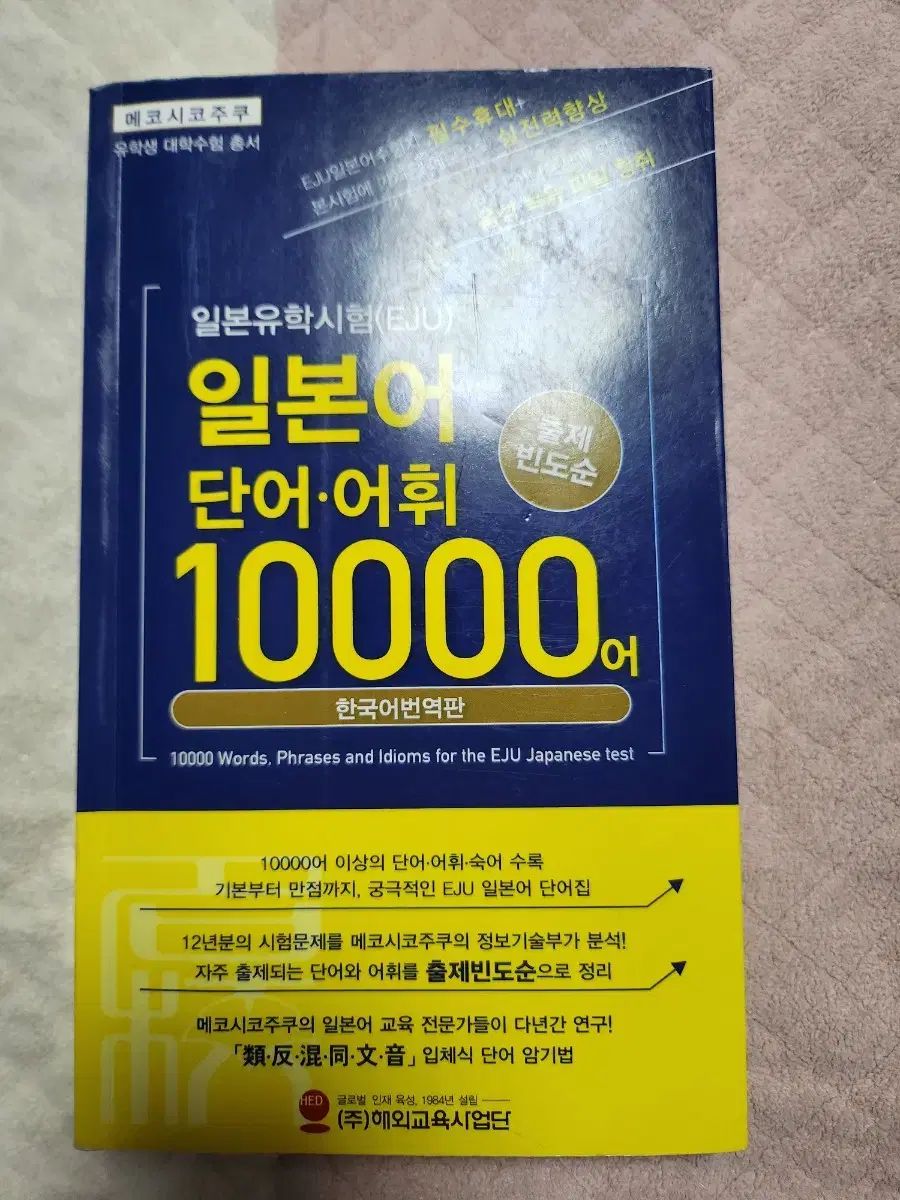 메코시코주쿠
유학생 대학수험 총서
EJU일본어수험자 필수휴대+
본시험에 실전력향상
청취
일본유학시험(EJU)
일본어
단어·어휘
출제
빈도순
10000어
한국어번역판
10000 Words, Phrases and Idioms for the EJU Japanese test
10000어 이상의 단어·어휘·숙어 수록
기본부터 만점까지, 궁극적인 EJU 일본어 단어집
12년분의 시험문제를 메코시코주쿠의 정보기술부가 분석!
자주 출제되는 단어와 어휘를 출제빈도순으로 정리
메코시코주쿠의 일본어 교육 전문가들이 다년간 연구!
「類·反·混·同·文·音」 입체식 단어 암기법
HED
글로벌 인재 육성, 1984년 설립
(주)해외교육사업단